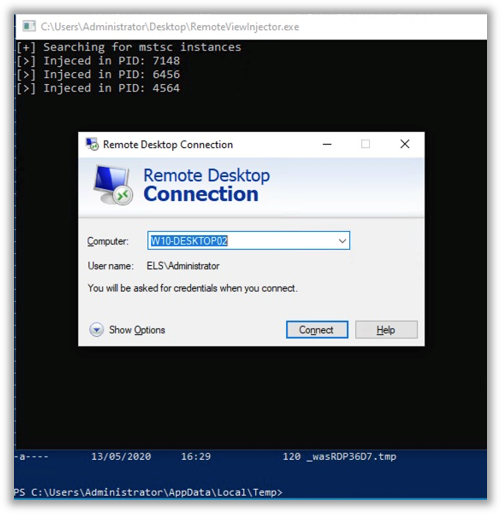 C:\Users\Administrator\Desktop\RemoteViewInjector.exe
[+] Searching for mstsc instances
[>] Injeced in PID: 7148
[>] Injeced in PID: 6456
[>] Injeced in PID: 4564
Remote Desktop Connection
Remote Desktop
Connection
Computer: W10-DESKTOP02
User name: ELS\Administrator
You will be asked for credentials when you connect.
Show Options Connect Help
-a---- 13/05/2020 16:29 120 _wasRDP36D7.tmp
PS C:\Users\Administrator\AppData\Local\Temp>